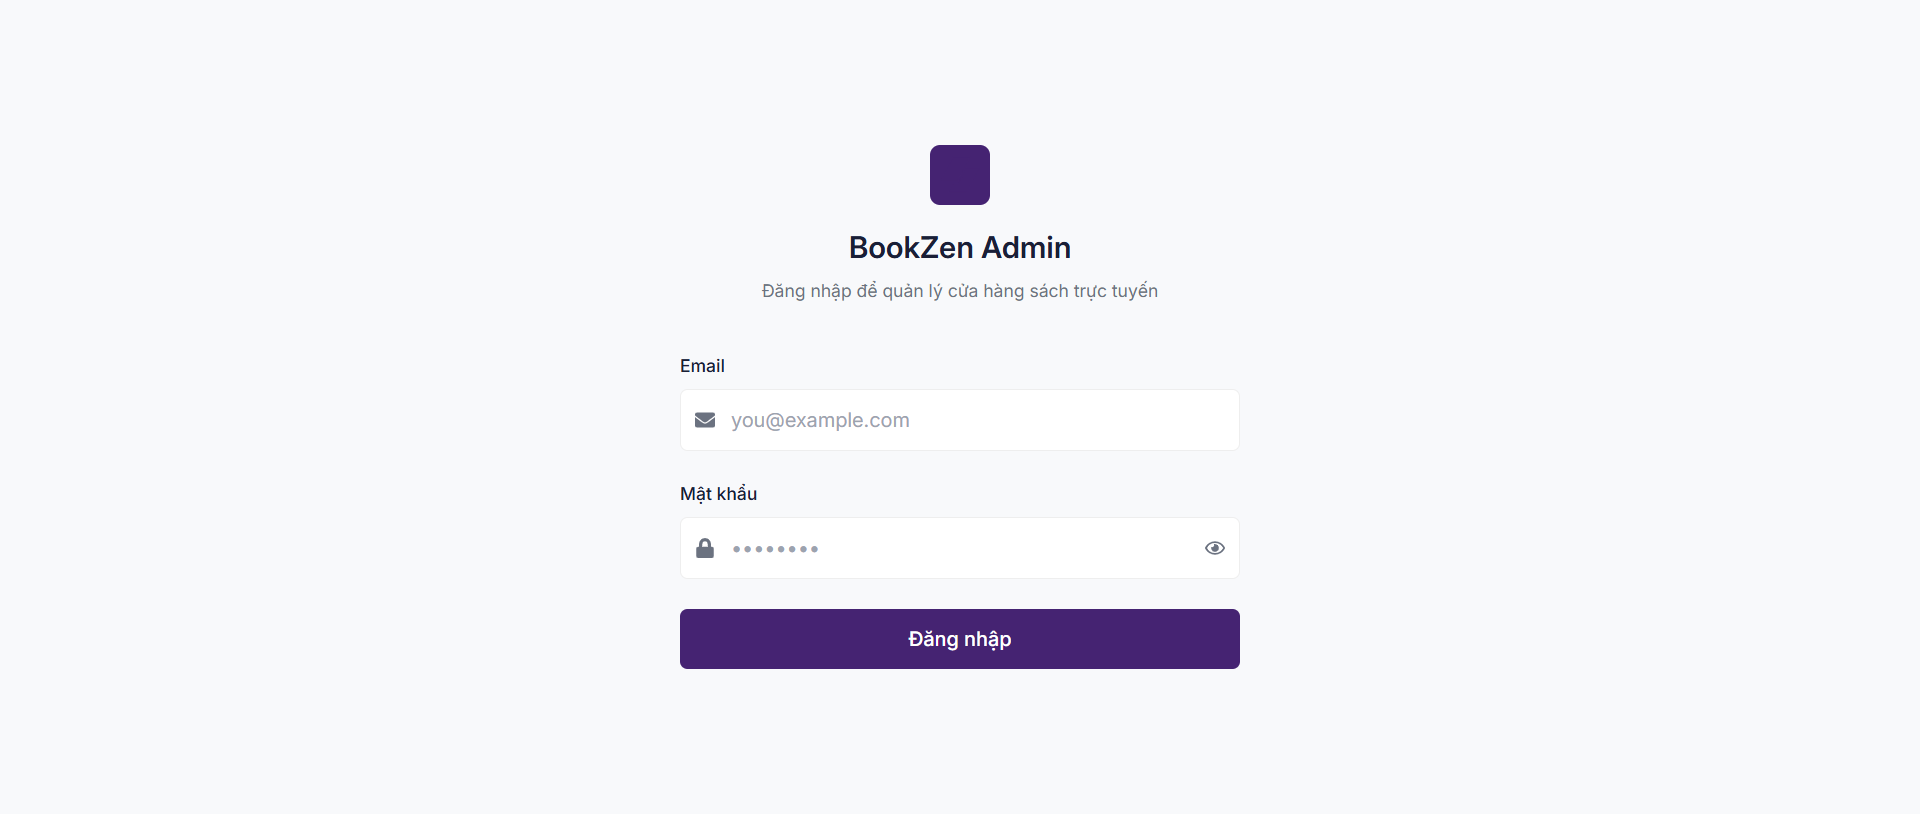 BookZen Admin
Đăng nhập để quản lý cửa hàng sách trực tuyến
Email
you@example.com
Mật khẩu
••••••••
Đăng nhập